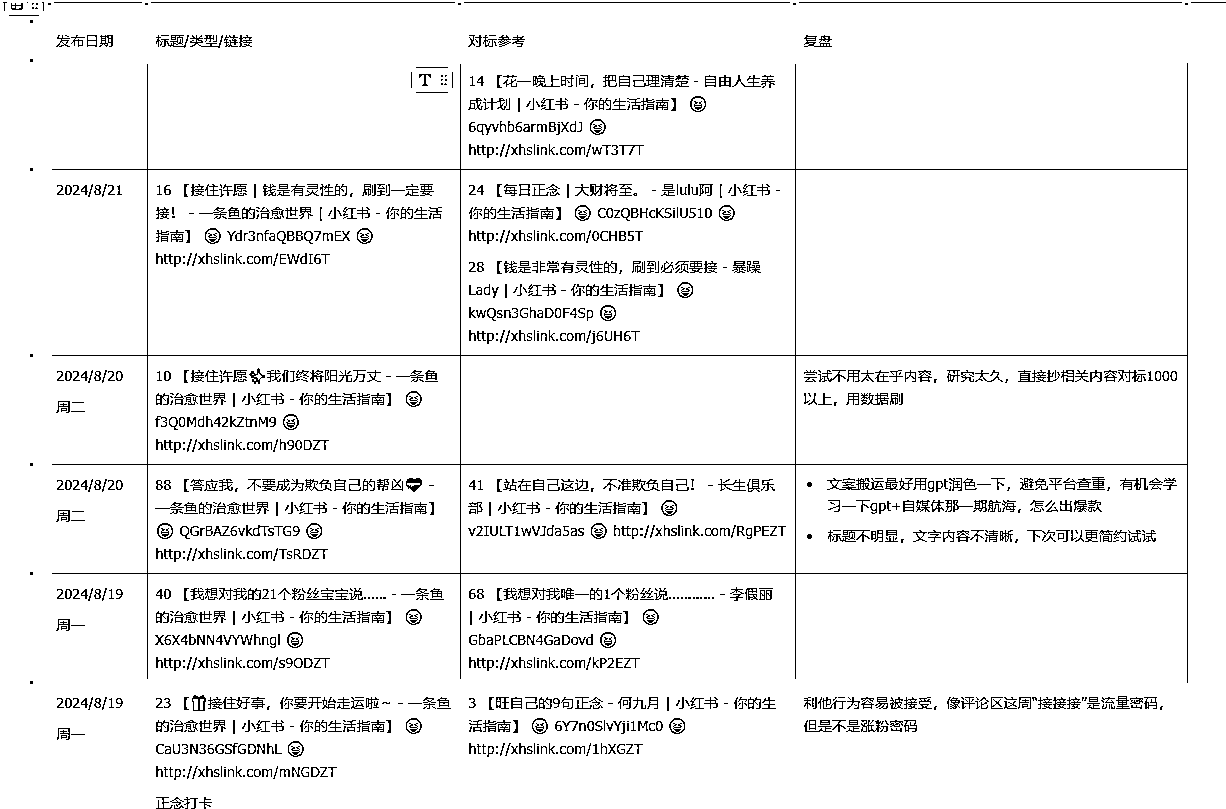 发布日期
标题/类型/链接
对标参考
复盘
14 【花一晚上时间，把自己理清楚 - 自由人生养
成计划 | 小红书 - 你的生活指南】 😆
6qyvhb6armBjXdJ 😆
http://xhslink.com/wT3T7T
2024/8/21
16 【接住许愿 | 钱是有灵性的，刷到一定要
接！ - 一条鱼的治愈世界 | 小红书 - 你的生活
指南】 😆 Ydr3nfaQBBQ7mEX 😆
http://xhslink.com/EWdI6T
24 【每日正念 | 大财将至。 - 是lulu阿 | 小红书 -
你的生活指南】 😆 C0zQBHcKSilU510 😆
http://xhslink.com/0CHB5T
28 【钱是非常有灵性的，刷到必须要接 - 暴躁
Lady | 小红书 - 你的生活指南】 😆
kwQsn3GhaD0F4Sp 😆
http://xhslink.com/j6UH6T
2024/8/20
周二
10 【接住许愿✨我们终将阳光万丈 - 一条鱼
的治愈世界 | 小红书 - 你的生活指南】 😆
f3Q0Mdh42kZtnM9 😆
http://xhslink.com/h90DZT
尝试不用太在乎内容，研究太久，直接抄相关内容对标1000
以上，用数据刷
2024/8/20
周二
88 【答应我，不要成为欺负自己的帮凶❤ -
一条鱼的治愈世界 | 小红书 - 你的生活指南】
😆 QGrBAZ6vkdTsTG9 😆
http://xhslink.com/TsRDZT
41 【站在自己这边，不准欺负自己！ - 长生俱乐
部 | 小红书 - 你的生活指南】 😆
v2IULT1wVJda5as 😆 http://xhslink.com/RgPEZT
• 文案搬运最好用gpt润色一下，避免平台查重，有机会学
习一下gpt+自媒体那一期航海，怎么出爆款
• 标题不明显，文字内容不清晰，下次可以更简约试试
2024/8/19
周一
40 【我想对我的21个粉丝宝宝说…… - 一条鱼
的治愈世界 | 小红书 - 你的生活指南】 😆
X6X4bNN4VYWhngl 😆
http://xhslink.com/s9ODZT
68 【我想对我唯一的1个粉丝说………… - 李假丽
| 小红书 - 你的生活指南】 😆
GbaPLCBN4GaDovd 😆
http://xhslink.com/kP2EZT
2024/8/19
周一
23 【🎁接住好事，你要开始走运啦～ - 一条鱼
的治愈世界 | 小红书 - 你的生活指南】 😆
CaU3N36GSfGDNhL 😆
http://xhslink.com/mNGDZT
正念打卡
3 【旺自己的9句正念 - 何九月 | 小红书 - 你的生
活指南】 😆 6Y7n0SlvYji1Mc0 😆
http://xhslink.com/1hXGZT
利他行为容易被接受，像评论区这周“接接接”是流量密码，
但是不是涨粉密码